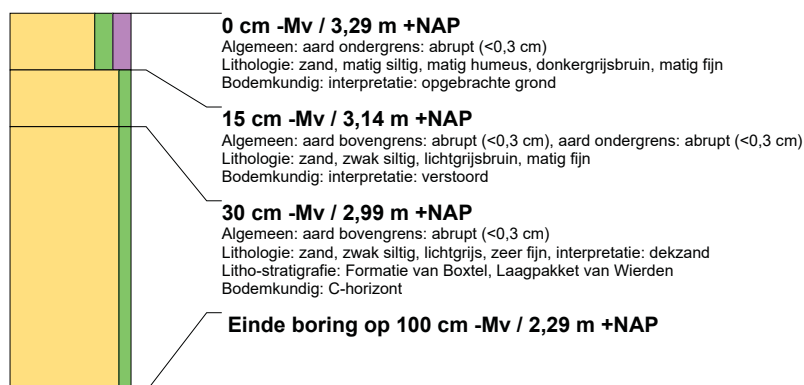 0 cm -Mv / 3,29 m +NAP
Algemeen: aard ondergrens: abrupt (<0,3 cm)
Lithologie: zand, matig siltig, matig humeus, donkergrijsbruin, matig fijn
Bodemkundig: interpretatie: opgebrachte grond
15 cm -Mv / 3,14 m +NAP
Algemeen: aard bovengrens: abrupt (<0,3 cm), aard ondergrens: abrupt (<0,3 cm)
Lithologie: zand, zwak siltig, lichtgrijsbruin, matig fijn
Bodemkundig: interpretatie: verstoord
30 cm -Mv / 2,99 m +NAP
Algemeen: aard bovengrens: abrupt (<0,3 cm)
Lithologie: zand, zwak siltig, lichtgrijs, zeer fijn, interpretatie: dekzand
Litho-stratigrafie: Formatie van Boxtel, Laagpakket van Wierden
Bodemkundig: C-horizont
Einde boring op 100 cm -Mv / 2,29 m +NAP